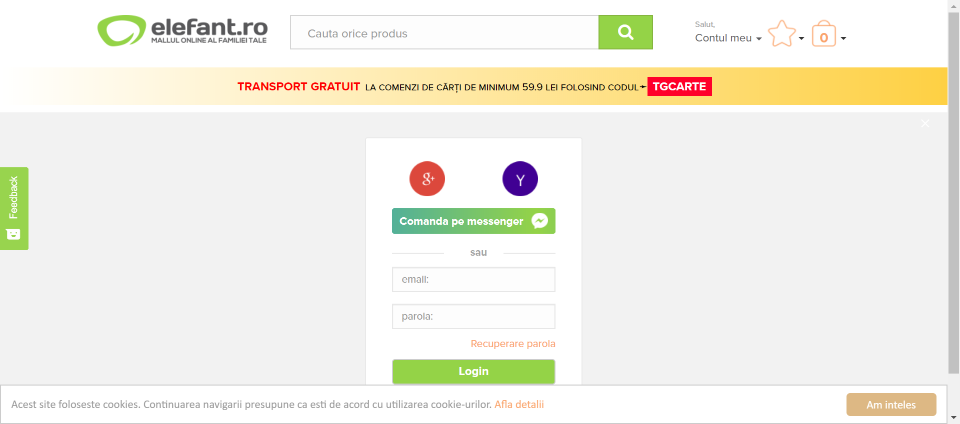 elefant.ro
MALLUL ONLINE AL FAMILIEI TALE
Cauta orice produs
Salut,
Contul meu
0
TRANSPORT GRATUIT LA COMENZI DE CĂRȚI DE MINIMUM 59.9 LEI FOLOSIND CODUL TGCARTE
Feedback
g+
Y
Comanda pe messenger
sau
email:
parola:
Recuperare parola
Login
Acest site foloseste cookies. Continuarea navigarii presupune ca esti de acord cu utilizarea cookie-urilor. Afla detalii
Am inteles